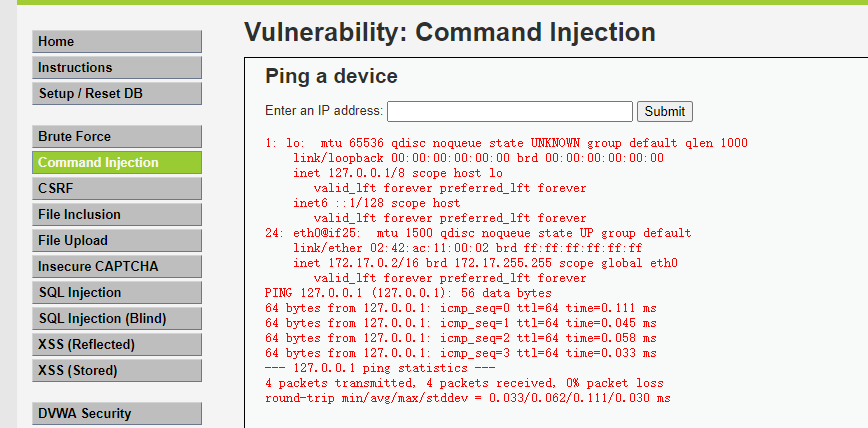 Home
Instructions
Setup / Reset DB
Brute Force
Command Injection
CSRF
File Inclusion
File Upload
Insecure CAPTCHA
SQL Injection
SQL Injection (Blind)
XSS (Reflected)
XSS (Stored)
DVWA Security
Vulnerability: Command Injection
Ping a device
Enter an IP address: Submit
1: lo:  mtu 65536 qdisc noqueue state UNKNOWN group default qlen 1000
link/loopback 00:00:00:00:00:00 brd 00:00:00:00:00:00
inet 127.0.0.1/8 scope host lo
valid_lft forever preferred_lft forever
inet6 ::1/128 scope host
valid_lft forever preferred_lft forever
24: eth0@if25:  mtu 1500 qdisc noqueue state UP group default
link/ether 02:42:ac:11:00:02 brd ff:ff:ff:ff:ff:ff
inet 172.17.0.2/16 brd 172.17.255.255 scope global eth0
valid_lft forever preferred_lft forever
PING 127.0.0.1 (127.0.0.1): 56 data bytes
64 bytes from 127.0.0.1: icmp_seq=0 ttl=64 time=0.111 ms
64 bytes from 127.0.0.1: icmp_seq=1 ttl=64 time=0.045 ms
64 bytes from 127.0.0.1: icmp_seq=2 ttl=64 time=0.058 ms
64 bytes from 127.0.0.1: icmp_seq=3 ttl=64 time=0.033 ms
--- 127.0.0.1 ping statistics ---
4 packets transmitted, 4 packets received, 0% packet loss
round-trip min/avg/max/stddev = 0.033/0.062/0.111/0.030 ms